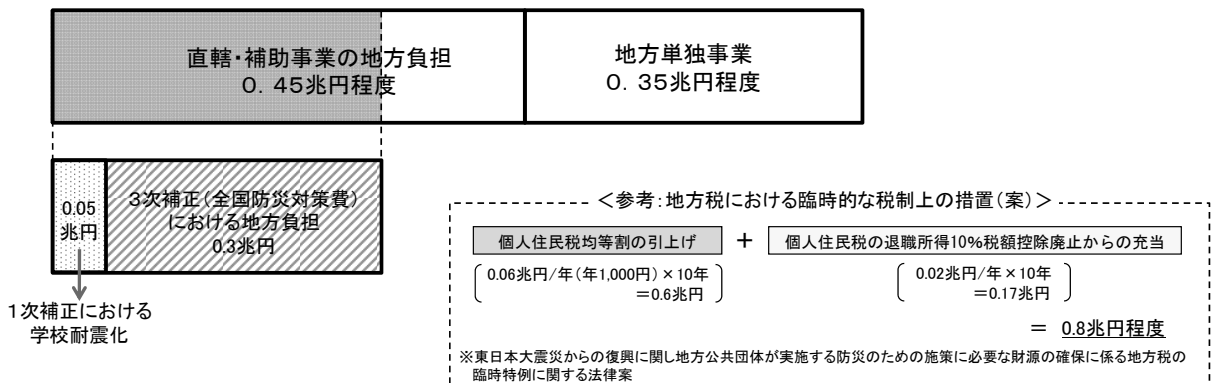 直轄・補助事業の地方負担
０．４５兆円程度
地方単独事業
０．３５兆円程度
0.05
兆円
３次補正（全国防災対策費）
における地方負担
0.3兆円
１次補正における
学校耐震化
＜参考：地方税における臨時的な税制上の措置（案）＞
個人住民税均等割の引上げ
＋
個人住民税の退職所得10％税額控除廃止からの充当
0.06兆円／年（年1,000円）×10年
＝0.6兆円
0.02兆円／年×10年
＝0.17兆円
＝ 0.8兆円程度
※東日本大震災からの復興に関し地方公共団体が実施する防災のための施策に必要な財源の確保に係る地方税の
臨時特例に関する法律案